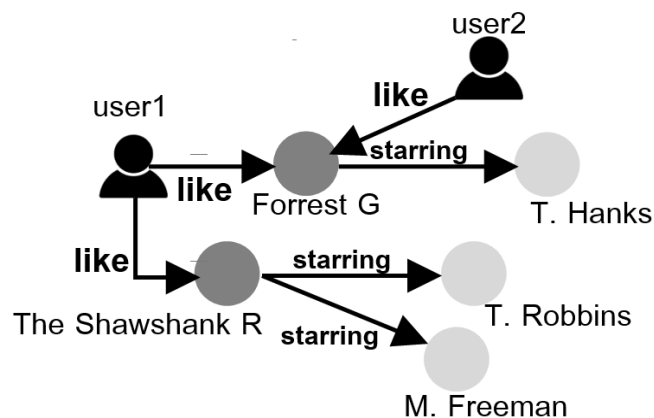 user2
user1
like
starring
like
Forrest G
T. Hanks
like
starring
The Shawshank R
T. Robbins
starring
M. Freeman